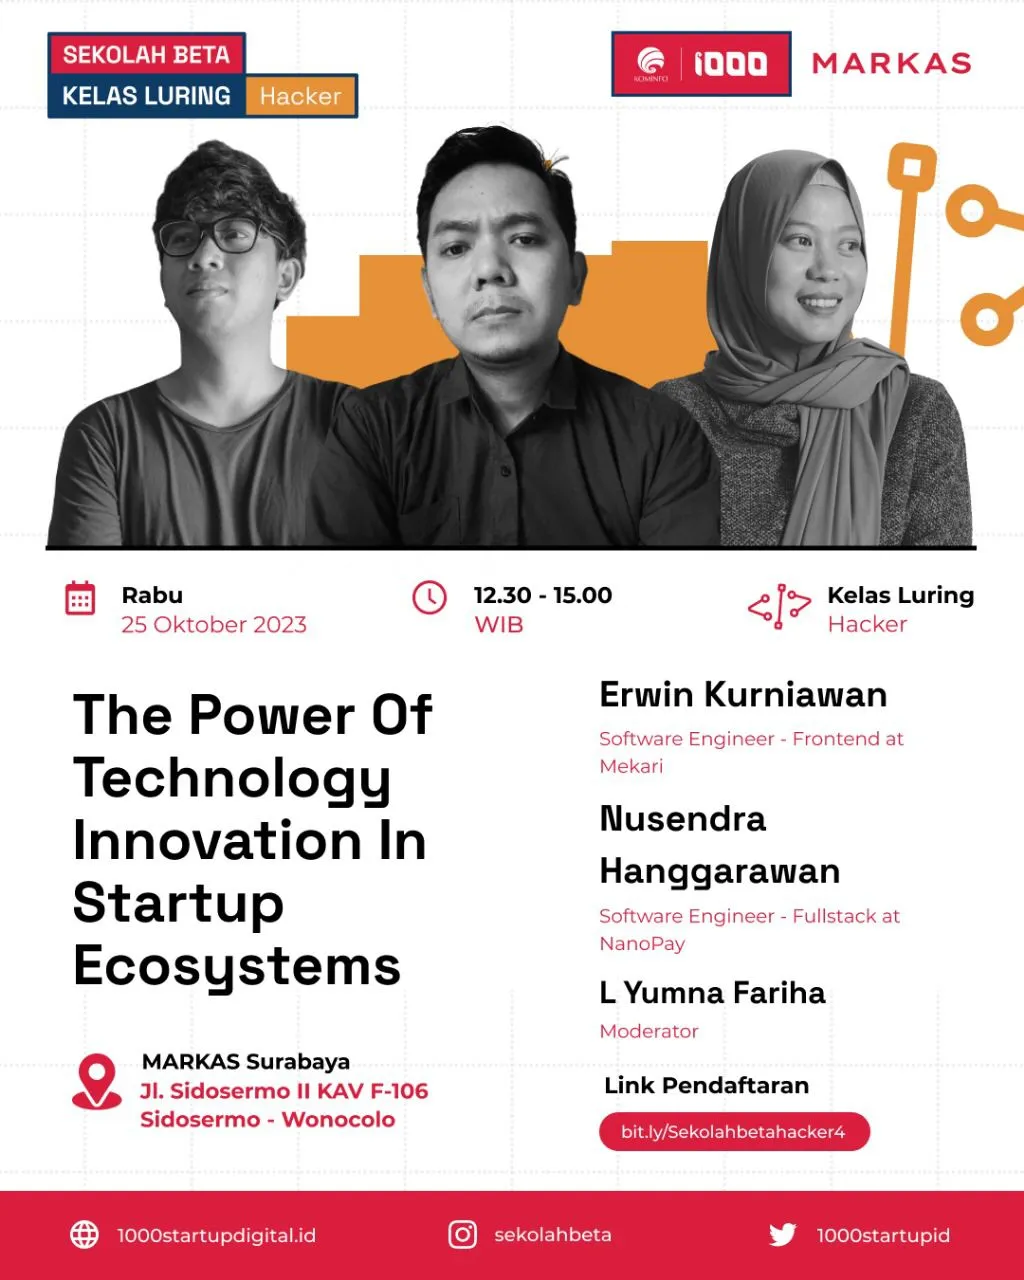 SEKOLAH BETA
KELAS LURING Hacker
KOMINFO
1000
MARKAS
Rabu
25 Oktober 2023
12.30 - 15.00
WIB
Kelas Luring
Hacker
The Power Of
Technology
Innovation In
Startup
Ecosystems
Erwin Kurniawan
Software Engineer - Frontend at
Mekari
Nusendra
Hanggarawan
Software Engineer - Fullstack at
NanoPay
L Yumna Fariha
Moderator
MARKAS Surabaya
Jl. Sidosermo II KAV F-106
Sidosermo - Wonocolo
Link Pendaftaran
bit.ly/Sekolahbetahacker4
1000startupdigital.id
sekolahbeta
1000startupid